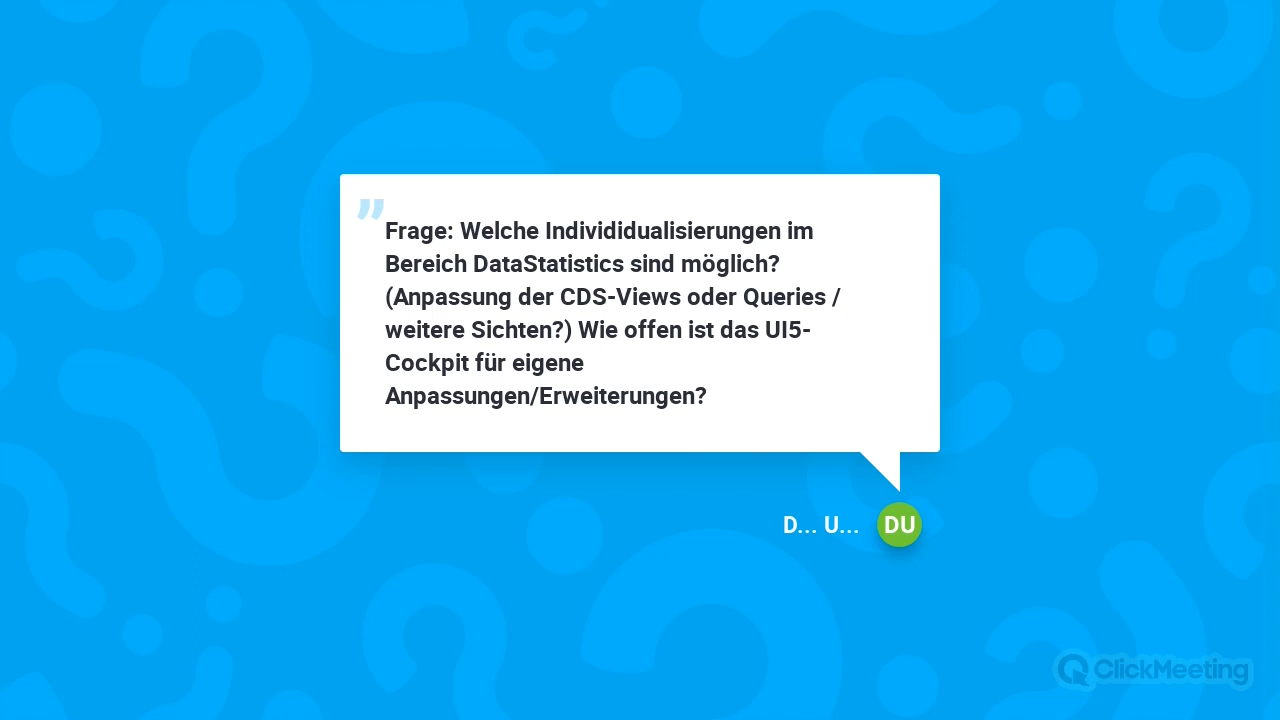 Frage: Welche Individidualisierungen im
Bereich DataStatistics sind möglich?
(Anpassung der CDS-Views oder Queries /
weitere Sichten?) Wie offen ist das UI5-
Cockpit für eigene
Anpassungen/Erweiterungen?
D... U... DU
ClickMeeting